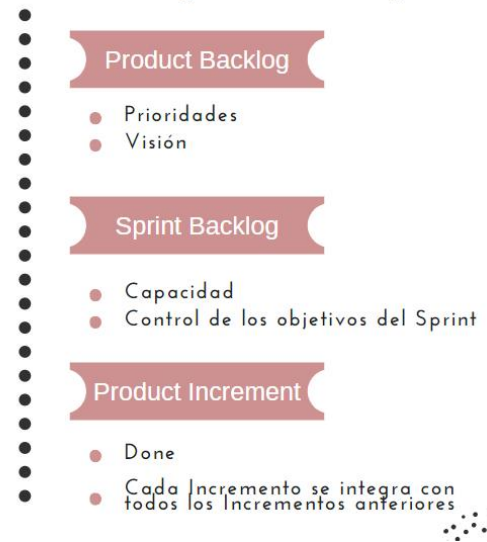 Product Backlog
Prioridades
Visión
Sprint Backlog
Capacidad
Control de los objetivos del Sprint
Product Increment
Done
Cada Incremento se integra con
todos los Incrementos anteriores